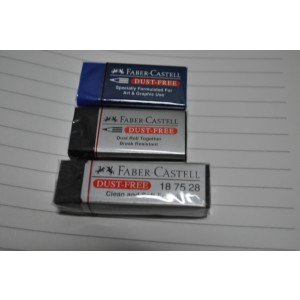 FABER-CASTELL
DUST-FREE
Specially Formulated For
Art & Graphic Use
FABER-CASTELL
DUST-FREE
Dust Roll Together
Break Resistant
FABER-CASTELL
DUST-FREE 18 75 28
Clean and